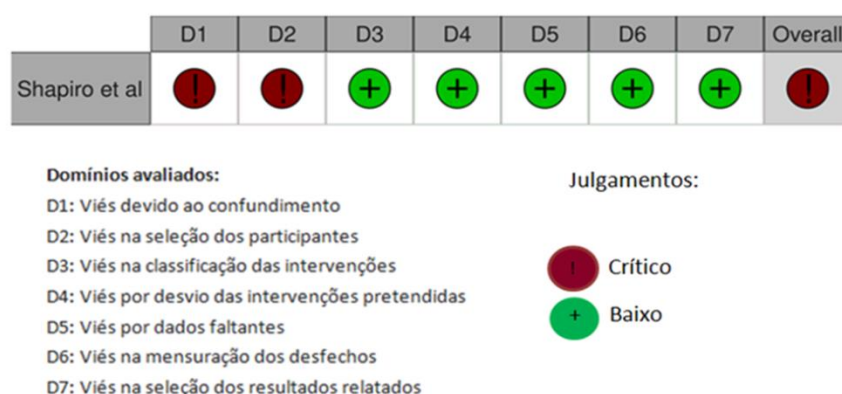 D1 D2 D3 D4 D5 D6 D7 Overall
Shapiro et al ! ! + + + + + !
Domínios avaliados:
D1: Viés devido ao confundimento
D2: Viés na seleção dos participantes
D3: Viés na classificação das intervenções
D4: Viés por desvio das intervenções pretendidas
D5: Viés por dados faltantes
D6: Viés na mensuração dos desfechos
D7: Viés na seleção dos resultados relatados
Julgamentos:
! Crítico
+ Baixo